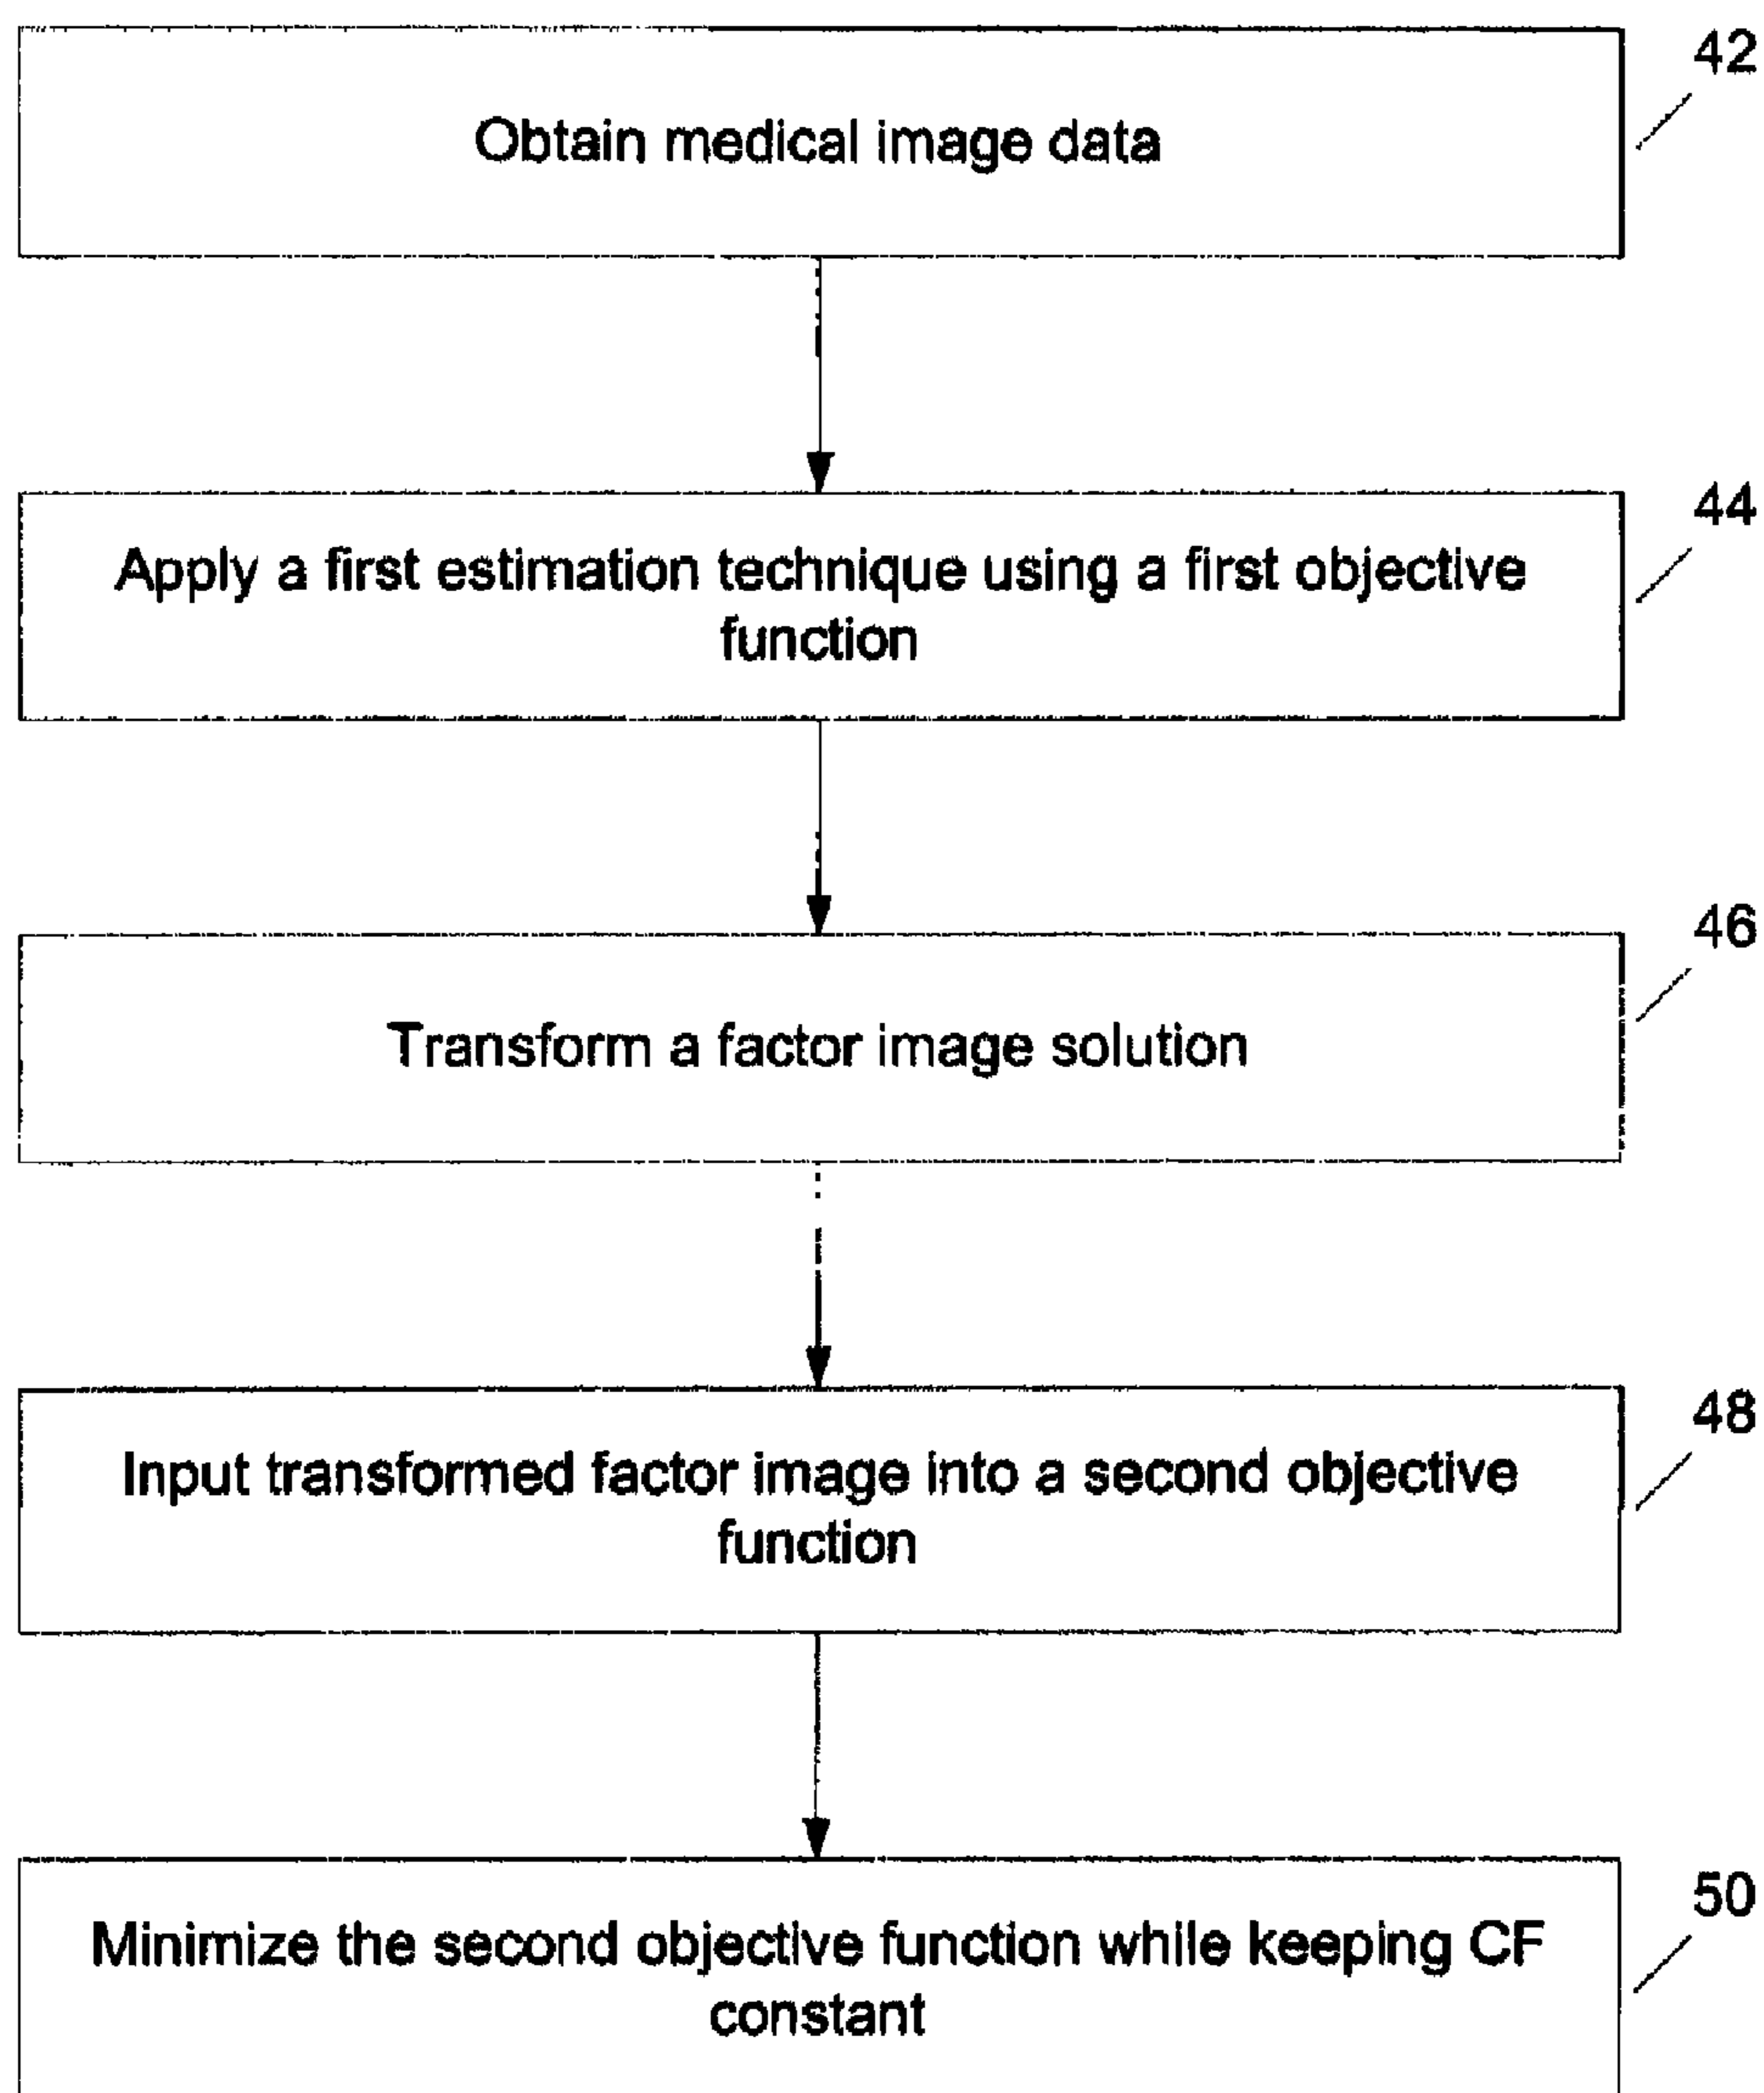 42
Obtain medical image data
44
Apply a first estimation technique using a first objective
function
46
Transform a factor image solution
48
Input transformed factor image into a second objective
function
50
Minimize the second objective function while keeping CF
constant